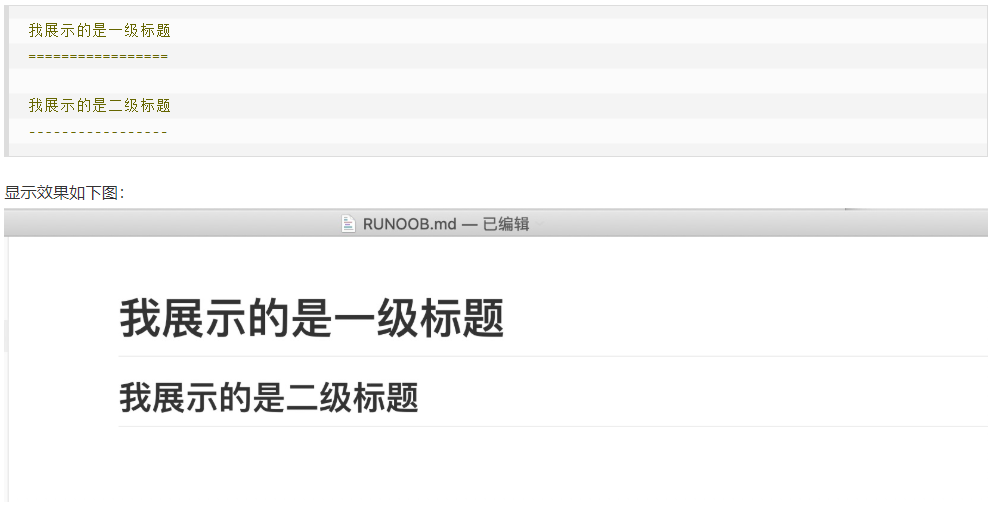 我展示的是一级标题
=================
我展示的是二级标题
-----------------
显示效果如下图:
RUNOOB.md — 已编辑
我展示的是一级标题
我展示的是二级标题